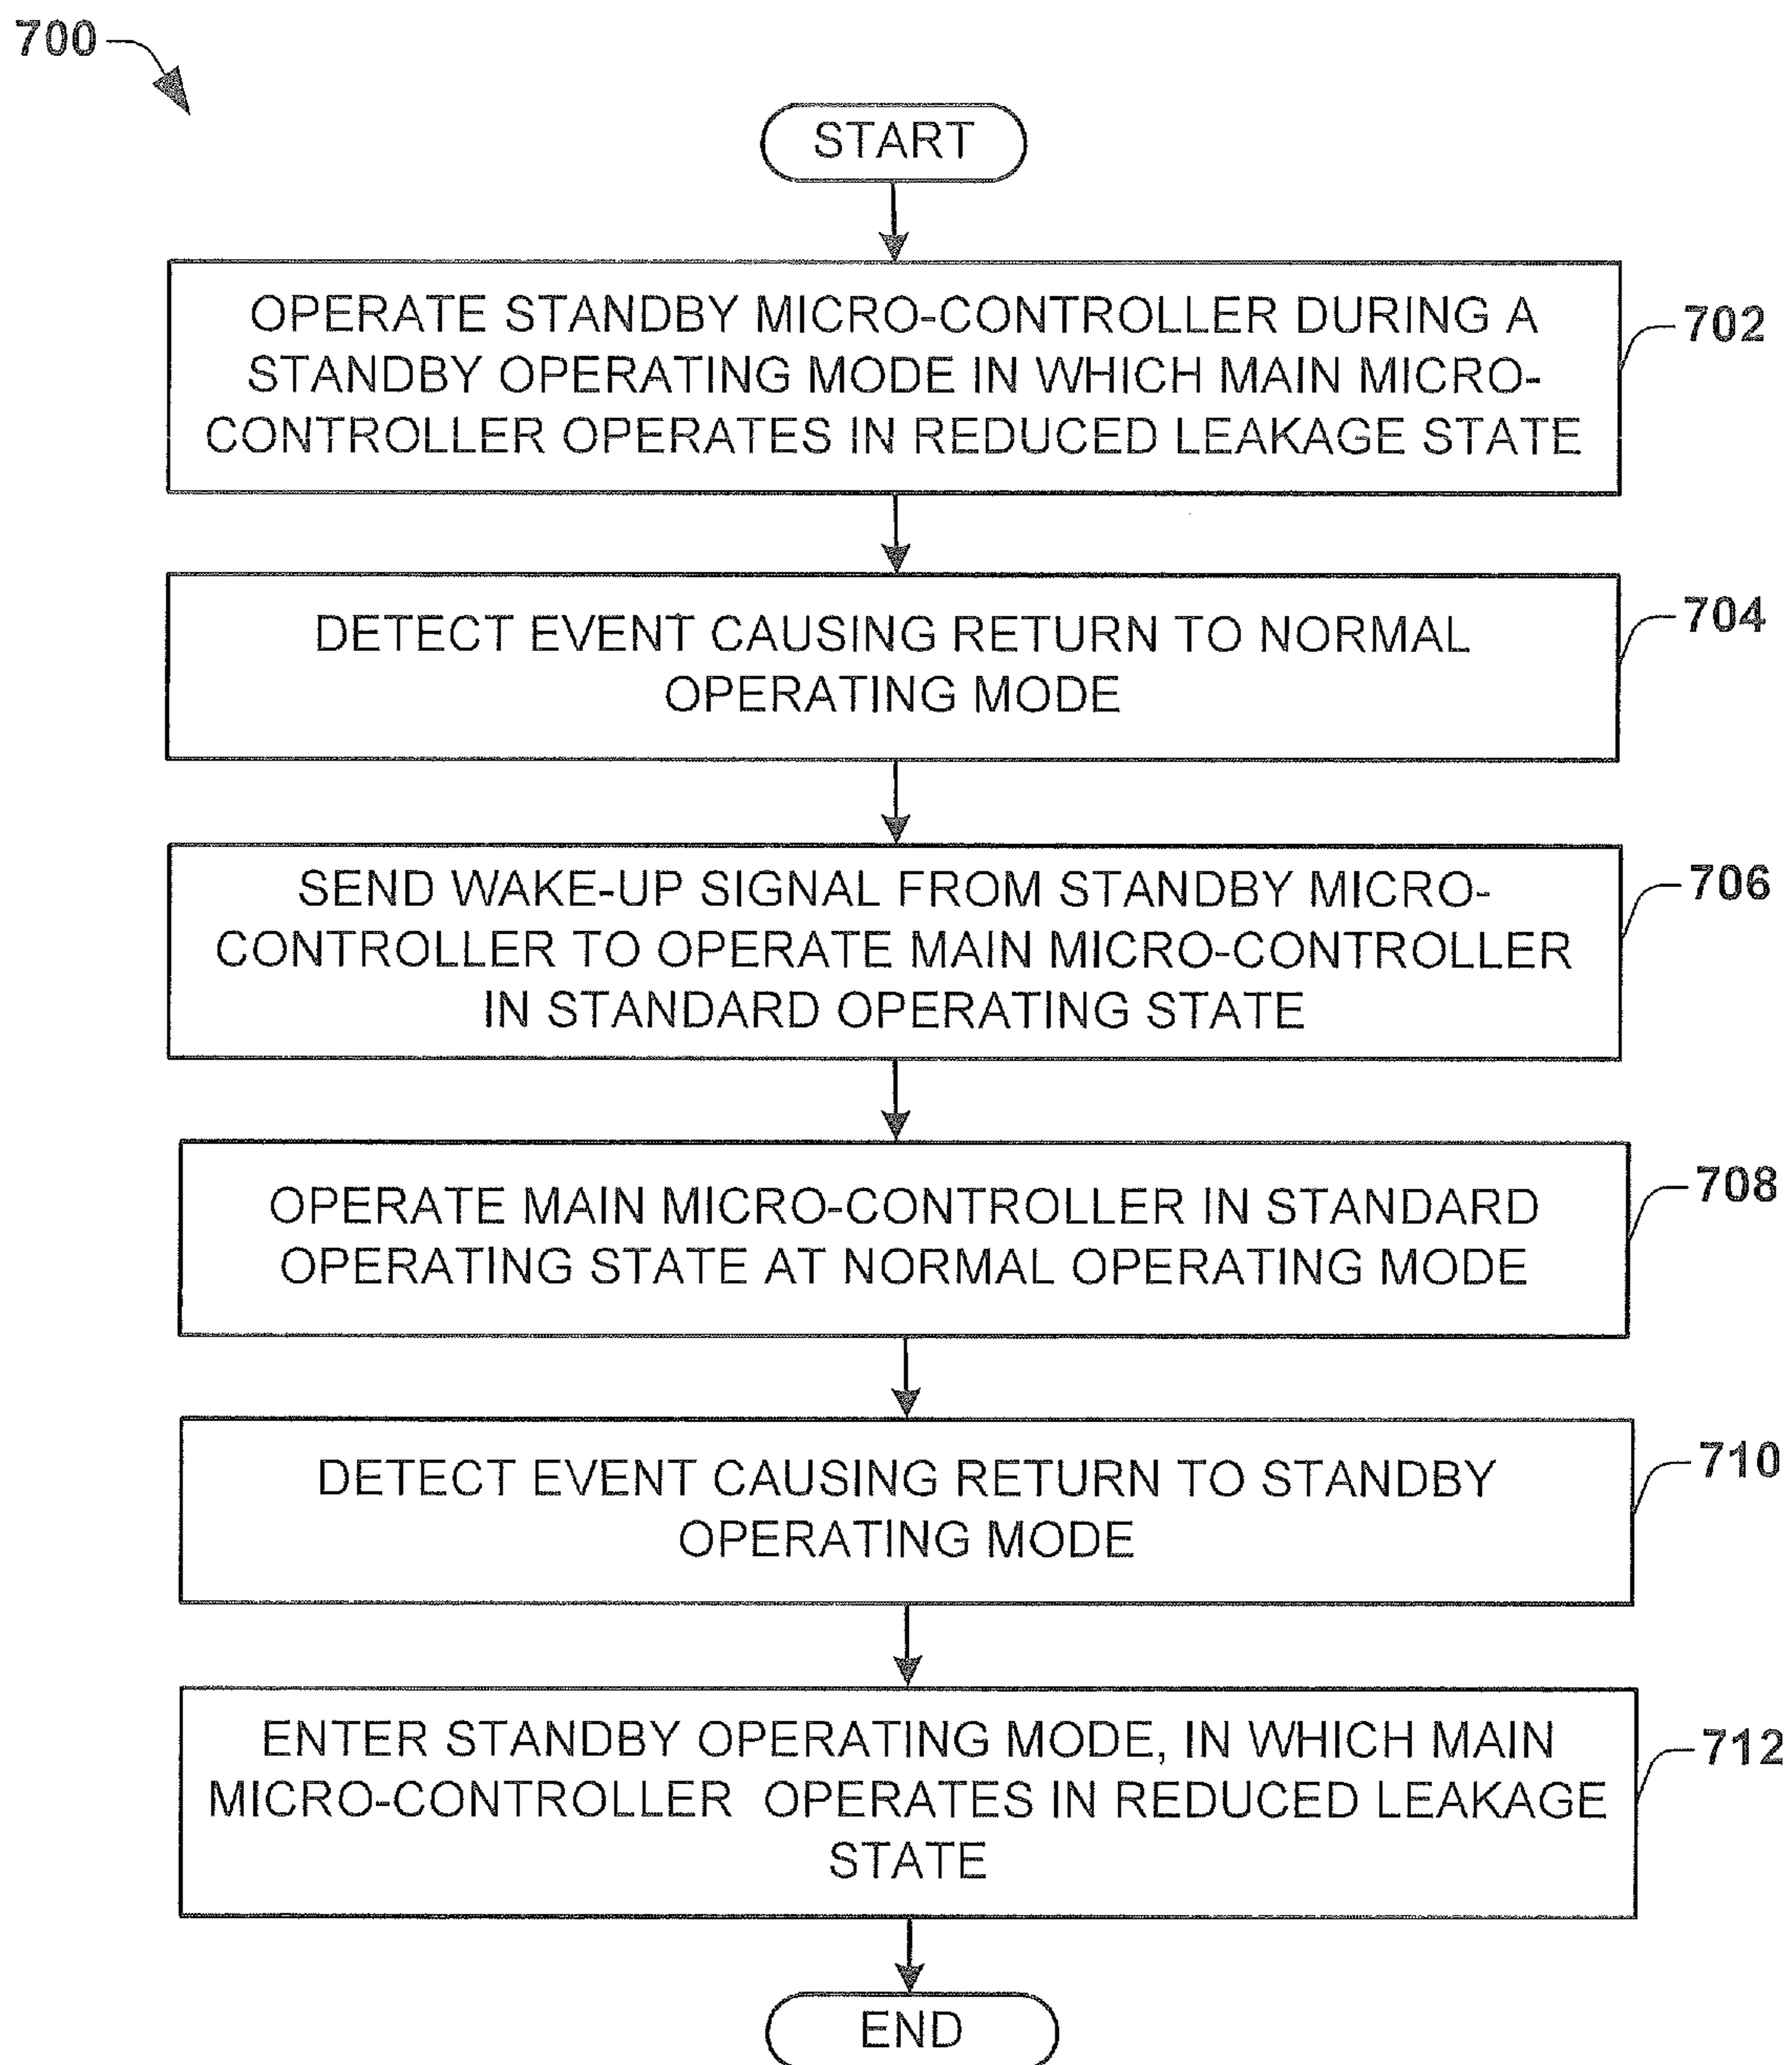 700
START
OPERATE STANDBY MICRO-CONTROLLER DURING A
STANDBY OPERATING MODE IN WHICH MAIN MICRO-
CONTROLLER OPERATES IN REDUCED LEAKAGE STATE
702
DETECT EVENT CAUSING RETURN TO NORMAL
OPERATING MODE
704
SEND WAKE-UP SIGNAL FROM STANDBY MICRO-
CONTROLLER TO OPERATE MAIN MICRO-CONTROLLER
IN STANDARD OPERATING STATE
706
OPERATE MAIN MICRO-CONTROLLER IN STANDARD
OPERATING STATE AT NORMAL OPERATING MODE
708
DETECT EVENT CAUSING RETURN TO STANDBY
OPERATING MODE
710
ENTER STANDBY OPERATING MODE, IN WHICH MAIN
MICRO-CONTROLLER OPERATES IN REDUCED LEAKAGE
STATE
712
END